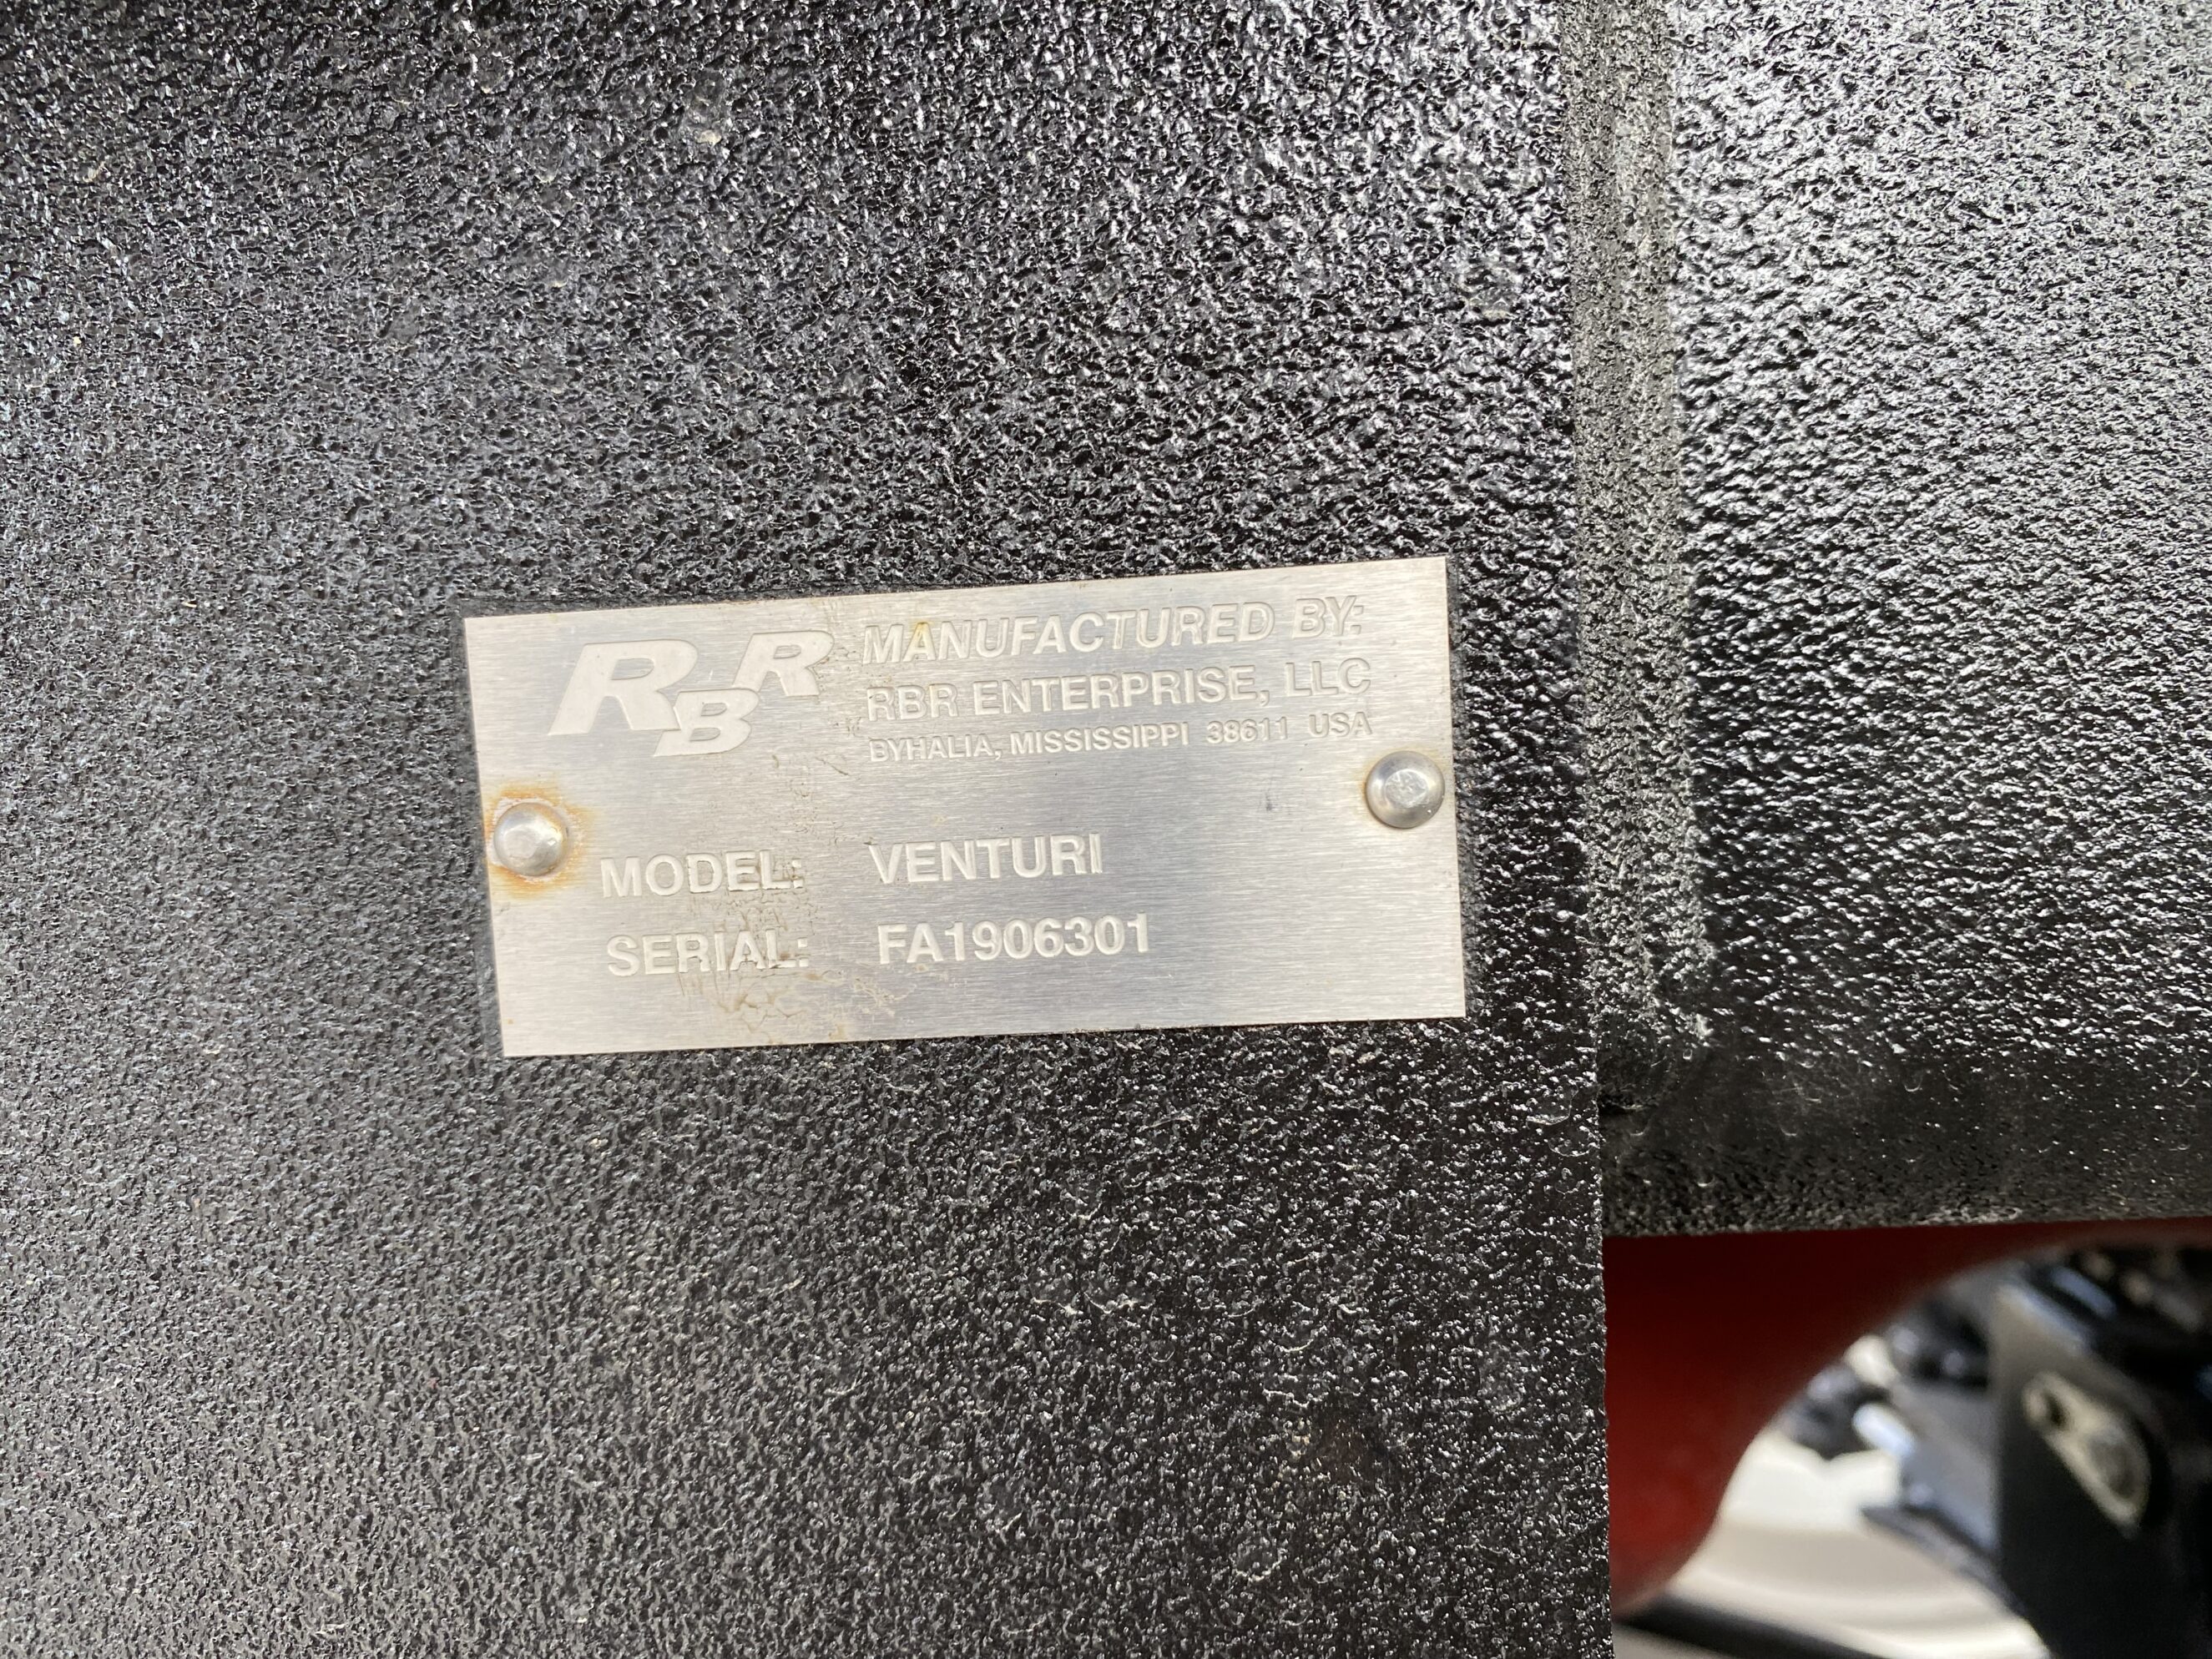 RBR
MANUFACTURED BY:
RBR ENTERPRISE, LLC
BYHALIA, MISSISSIPPI 38611 USA
MODEL: VENTURI
SERIAL: FA1906301